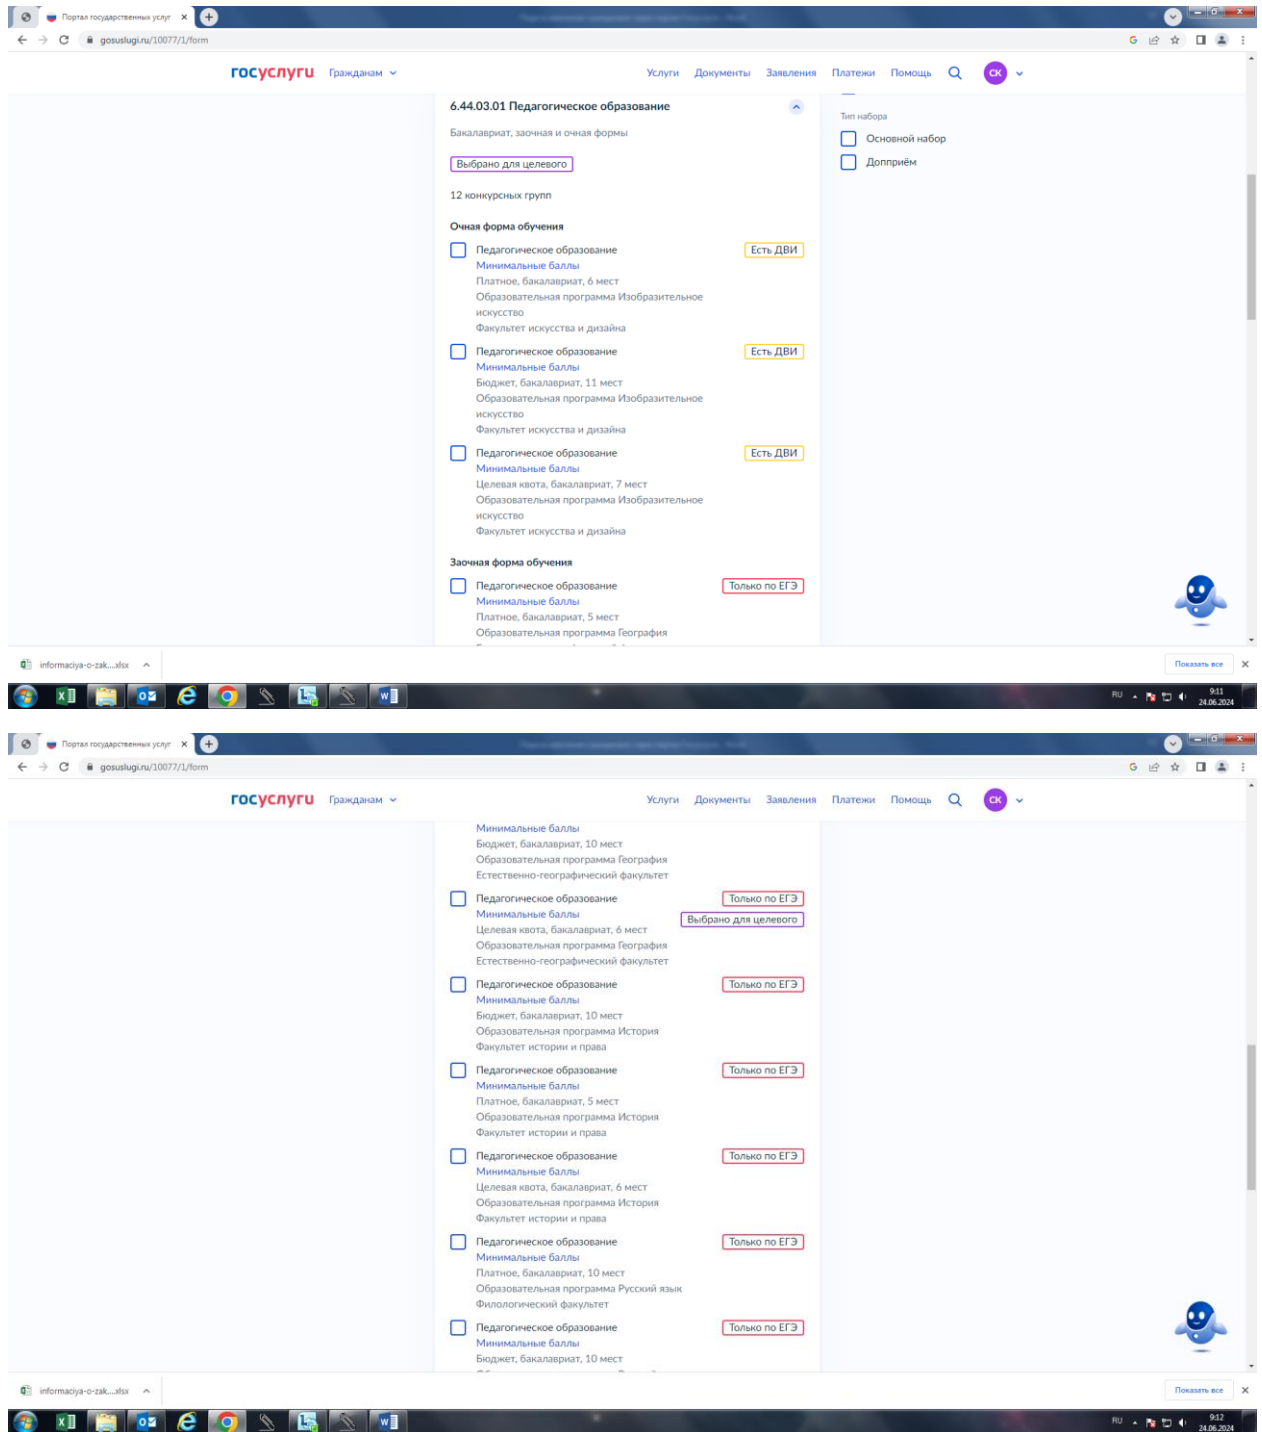 Портал государственных услуг
gosuslugi.ru/10077/1/form
госуслуги Гражданам Услуги Документы Заявления Платежи Помощь СК
6.44.03.01 Педагогическое образование
Бакалавриат, заочная и очная формы
Выбрано для целевого
12 конкурсных групп
Тип набора
Основной набор
Допприём
Очная форма обучения
Педагогическое образование Есть ДВИ
Минимальные баллы
Платное, бакалавриат, 6 мест
Образовательная программа Изобразительное
искусство
Факультет искусства и дизайна
Педагогическое образование Есть ДВИ
Минимальные баллы
Бюджет, бакалавриат, 11 мест
Образовательная программа Изобразительное
искусство
Факультет искусства и дизайна
Педагогическое образование Есть ДВИ
Минимальные баллы
Целевая квота, бакалавриат, 7 мест
Образовательная программа Изобразительное
искусство
Факультет искусства и дизайна
Заочная форма обучения
Педагогическое образование Только по ЕГЭ
Минимальные баллы
Платное, бакалавриат, 5 мест
Образовательная программа География
informaciya-o-zak....xlsx Показать все
RU 9:11
24.06.2024
Портал государственных услуг
gosuslugi.ru/10077/1/form
госуслуги Гражданам Услуги Документы Заявления Платежи Помощь СК
Минимальные баллы
Бюджет, бакалавриат, 10 мест
Образовательная программа География
Естественно-географический факультет
Педагогическое образование Только по ЕГЭ
Минимальные баллы Выбрано для целевого
Целевая квота, бакалавриат, 6 мест
Образовательная программа География
Естественно-географический факультет
Педагогическое образование Только по ЕГЭ
Минимальные баллы
Бюджет, бакалавриат, 10 мест
Образовательная программа История
Факультет истории и права
Педагогическое образование Только по ЕГЭ
Минимальные баллы
Платное, бакалавриат, 5 мест
Образовательная программа История
Факультет истории и права
Педагогическое образование Только по ЕГЭ
Минимальные баллы
Целевая квота, бакалавриат, 6 мест
Образовательная программа История
Факультет истории и права
Педагогическое образование Только по ЕГЭ
Минимальные баллы
Платное, бакалавриат, 10 мест
Образовательная программа Русский язык
Филологический факультет
Педагогическое образование Только по ЕГЭ
Минимальные баллы
Бюджет, бакалавриат, 10 мест
informaciya-o-zak....xlsx Показать все
RU 9:12
24.06.2024